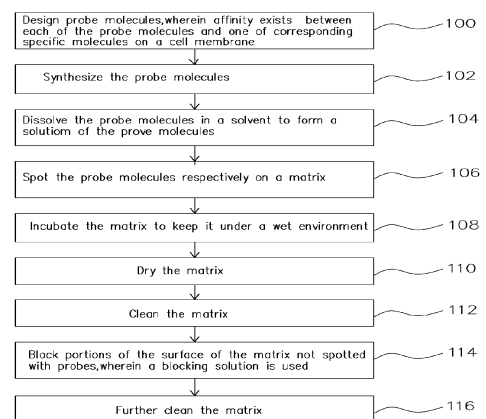 Design probe molecules,wherein affinity exists between
each of the probe molecules and one of corresponding
specific molecules on a cell membrane
100
Synthesize the probe molecules
102
Dissolve the probe molecules in a solvent to form a
solutiom of the prove molecules
104
Spot the probe molecules respectively on a matrix
106
Incubate the matrix to keep it under a wet environment
108
Dry the matrix
110
Clean the matrix
112
Block portions of the surface of the matrix not spotted
with probes,wherein a blocking solution is used
114
Further clean the matrix
116